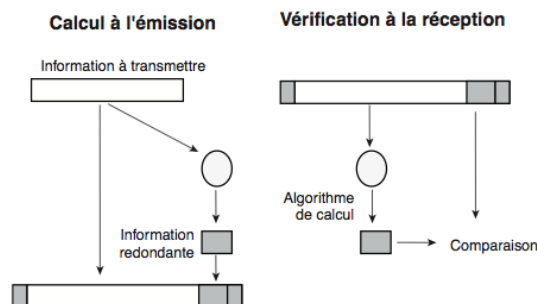 Calcul à l'émission
Vérification à la réception
Information à transmettre
Algorithme
de calcul
Information
redondante
Comparaison